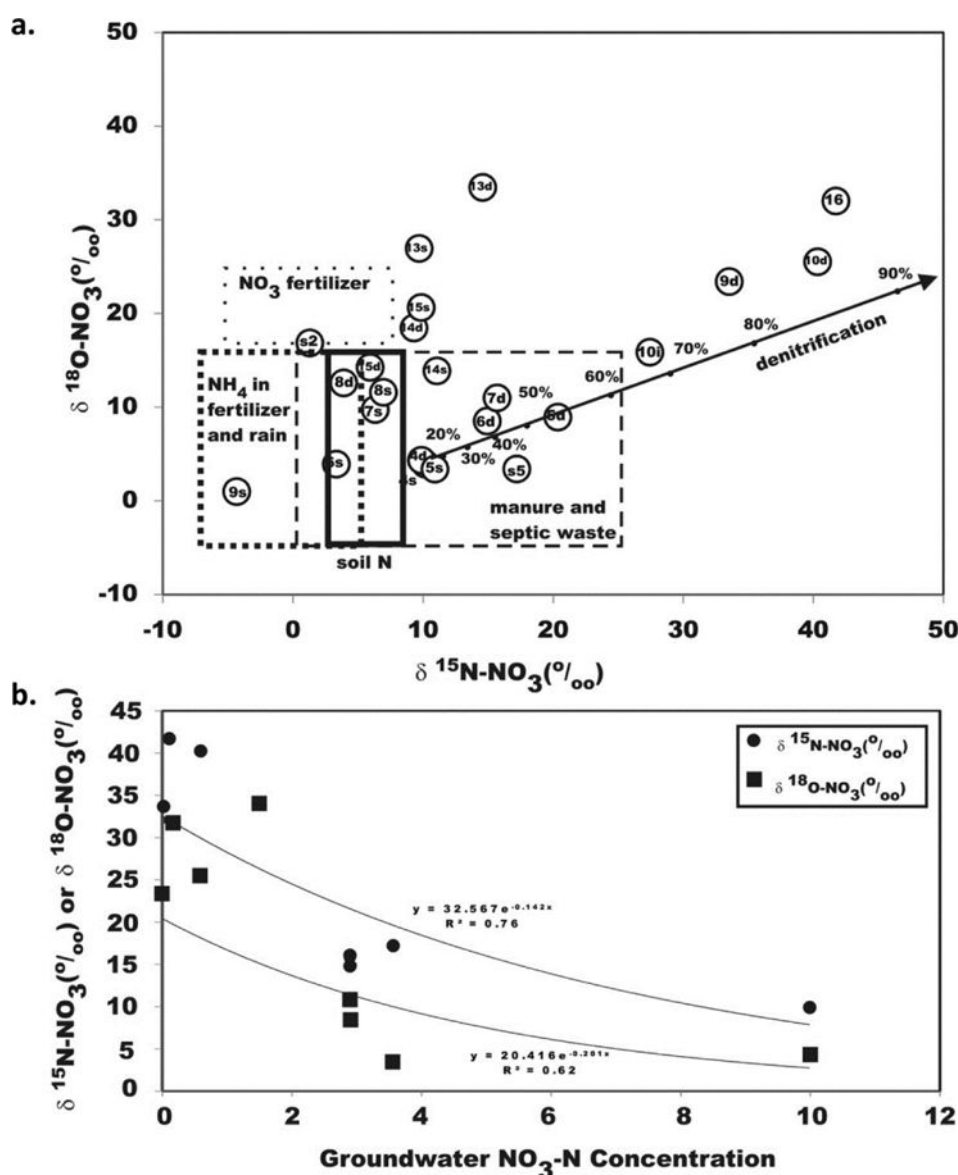 a.
δ 18O-NO3(o/oo)
50
40
30
20
10
0
-10
13d
16
13s
10d
9d
90%
NO3 fertilizer
15s
14d
s2
10i
80%
70%
denitrification
NH4 in
fertilizer
and rain
15d
8d
8s
7s
14s
7d
50%
60%
6d
20%
40%
30%
4d
5s
s5
9s
manure and
septic waste
soil N
-10
0
10
20
30
40
50
δ 15N-NO3(o/oo)
b.
δ 15N-NO3(o/oo) or δ 18O-NO3(o/oo)
45
40
35
30
25
20
15
10
5
0
δ 15N-NO3(o/oo)
δ 18O-NO3(o/oo)
y = 32.567e-0.142x
R² = 0.76
y = 20.416e-0.201x
R² = 0.62
0
2
4
6
8
10
12
Groundwater NO3-N Concentration